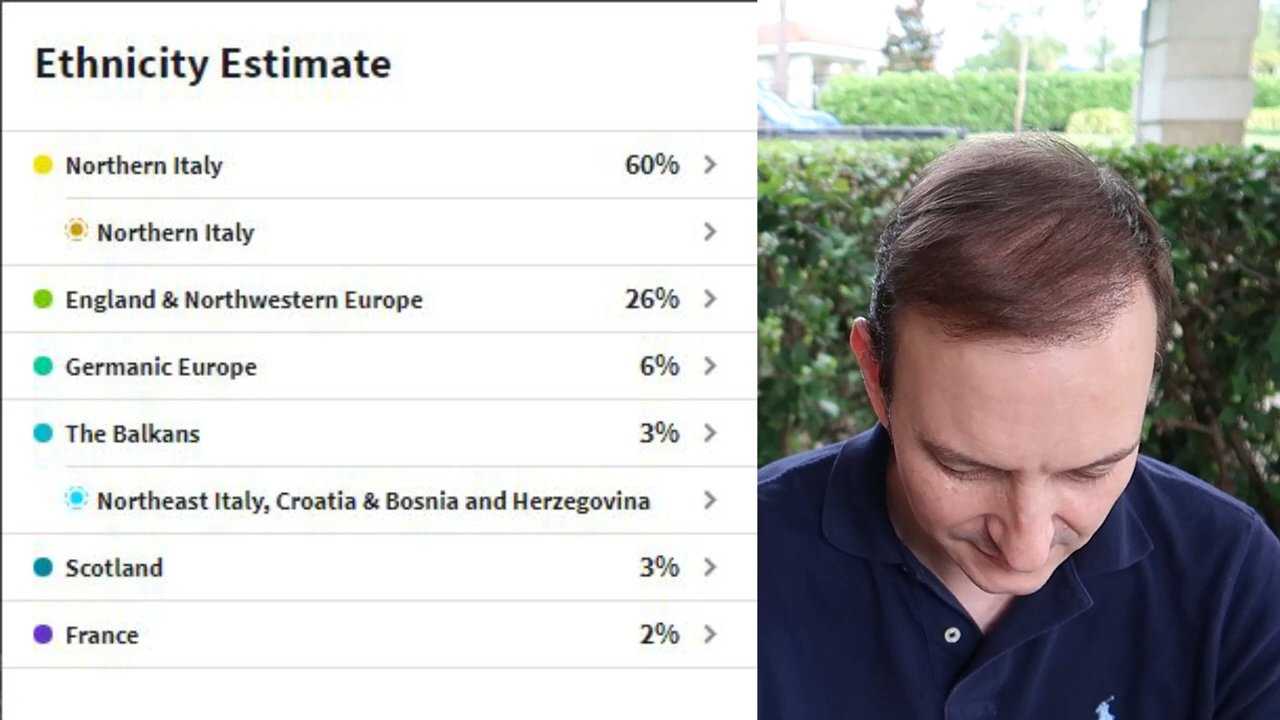 Ethnicity Estimate
Northern Italy 60%
Northern Italy
England & Northwestern Europe 26%
Germanic Europe 6%
The Balkans 3%
Northeast Italy, Croatia & Bosnia and Herzegovina
Scotland 3%
France 2%